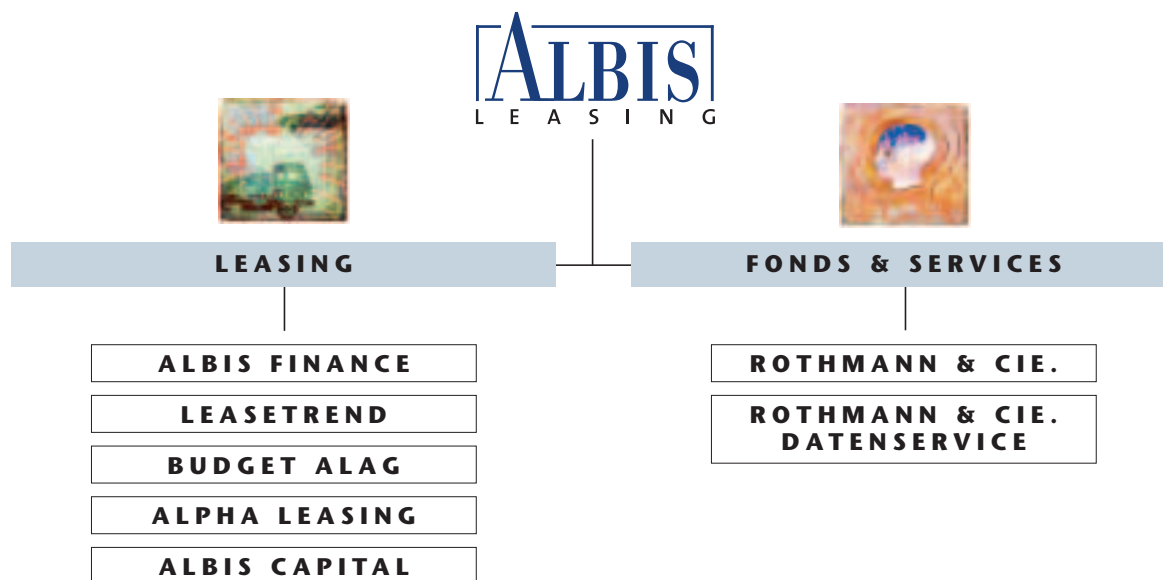 ALBIS
LEASING
LEASING
FONDS & SERVICES
ALBIS FINANCE
LEASETREND
BUDGET ALAG
ALPHA LEASING
ALBIS CAPITAL
ROTHMANN & CIE.
ROTHMANN & CIE.
DATENSERVICE